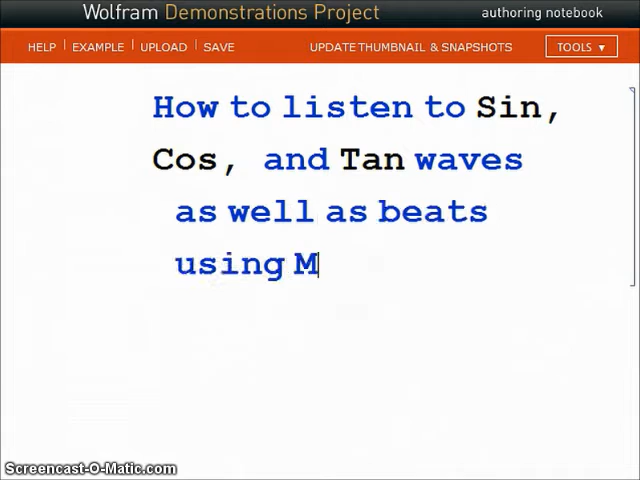 Wolfram Demonstrations Project authoring notebook
HELP EXAMPLE UPLOAD SAVE UPDATE THUMBNAIL & SNAPSHOTS TOOLS ▼
How to listen to Sin,
Cos, and Tan waves
as well as beats
using M
Screencast-O-Matic.com